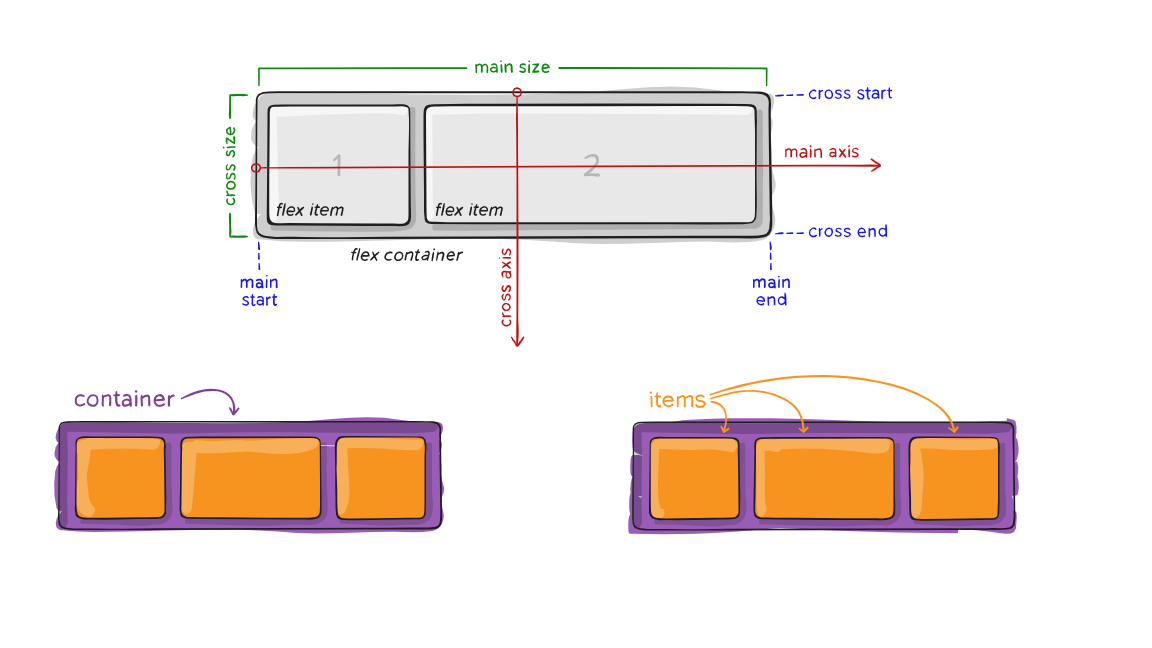 main size
cross start
cross size
main axis
1
2
flex item
flex item
cross end
flex container
cross axis
main
start
main
end
container
items